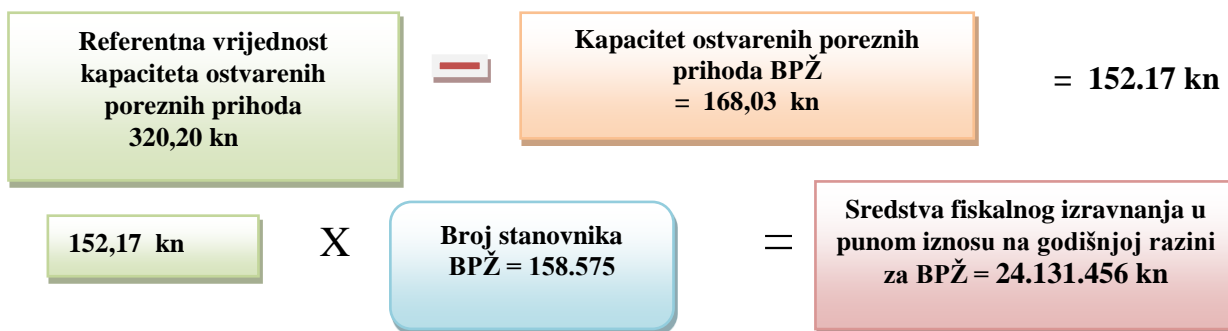 Referentna vrijednost
kapaciteta ostvarenih
poreznih prihoda
320,20 kn
Kapacitet ostvarenih poreznih
prihoda BPŽ
= 168,03 kn
= 152.17 kn
152,17 kn
X
Broj stanovnika
BPŽ = 158.575
=
Sredstva fiskalnog izravnanja u
punom iznosu na godišnjoj razini
za BPŽ = 24.131.456 kn